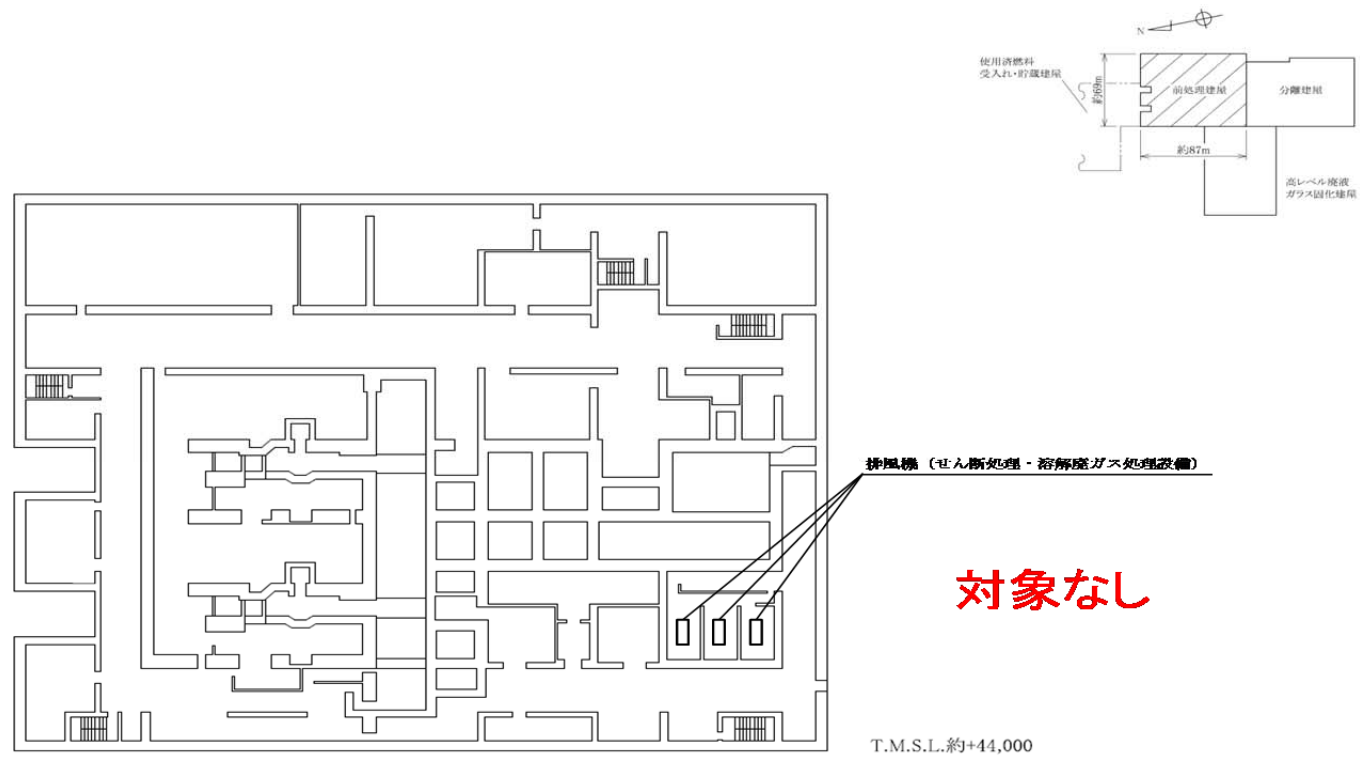 N
使用済燃料
受入れ・貯蔵建屋
約69m
前処理建屋
分離建屋
約87m
高レベル廃液
ガラス固化建屋
排風機（せん断処理・溶解廃ガス処理設備）
対象なし
T.M.S.L.約+44,000